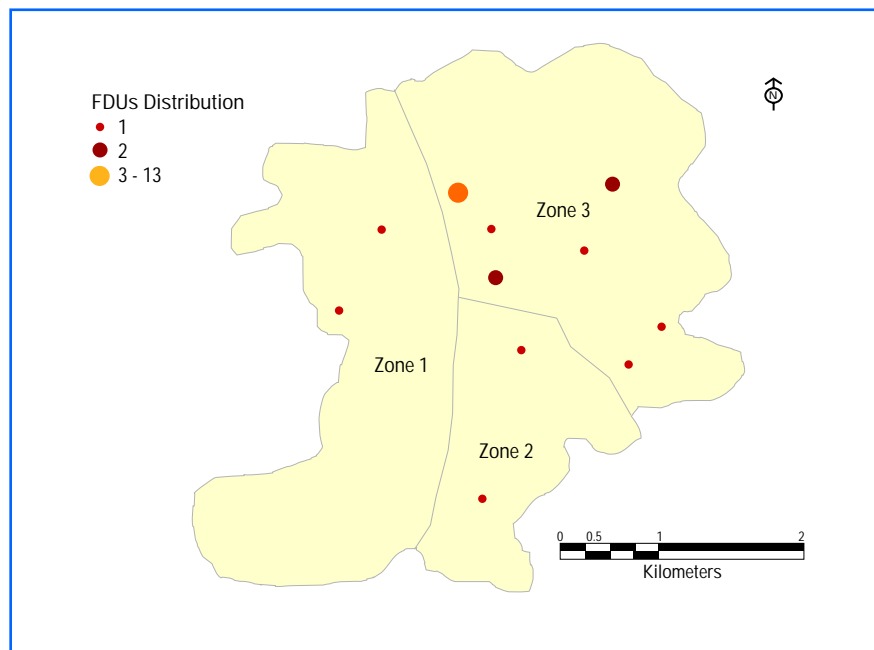 FDUs Distribution
1
2
3 - 13
N
Zone 3
Zone 1
Zone 2
0 0.5 1 2
Kilometers